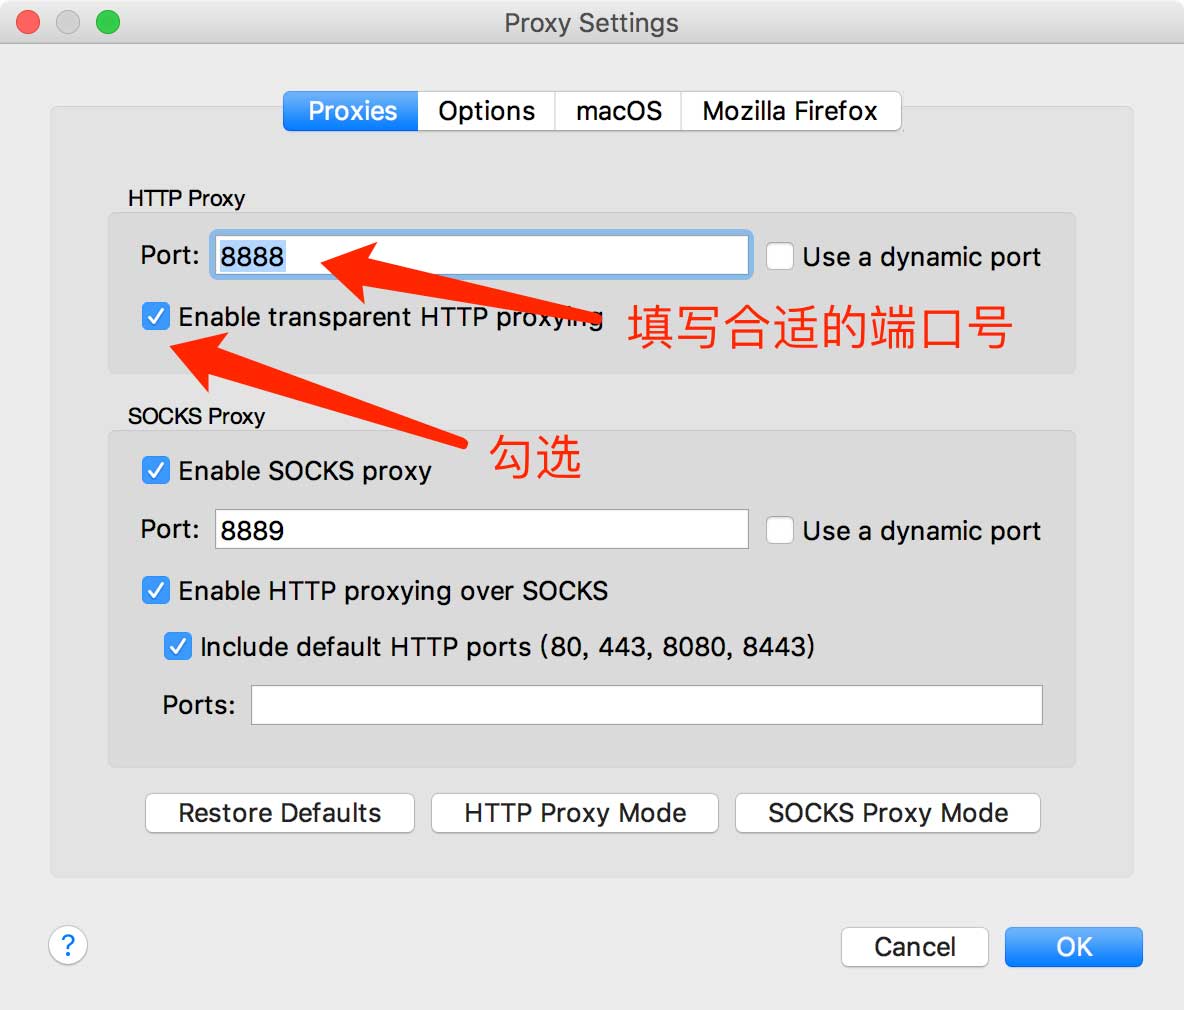 Proxy Settings
Proxies Options macOS Mozilla Firefox
HTTP Proxy
Port: 8888 Use a dynamic port
Enable transparent HTTP proxying
填写合适的端口号
SOCKS Proxy
勾选
Enable SOCKS proxy
Port: 8889 Use a dynamic port
Enable HTTP proxying over SOCKS
Include default HTTP ports (80, 443, 8080, 8443)
Ports:
Restore Defaults HTTP Proxy Mode SOCKS Proxy Mode
? Cancel OK